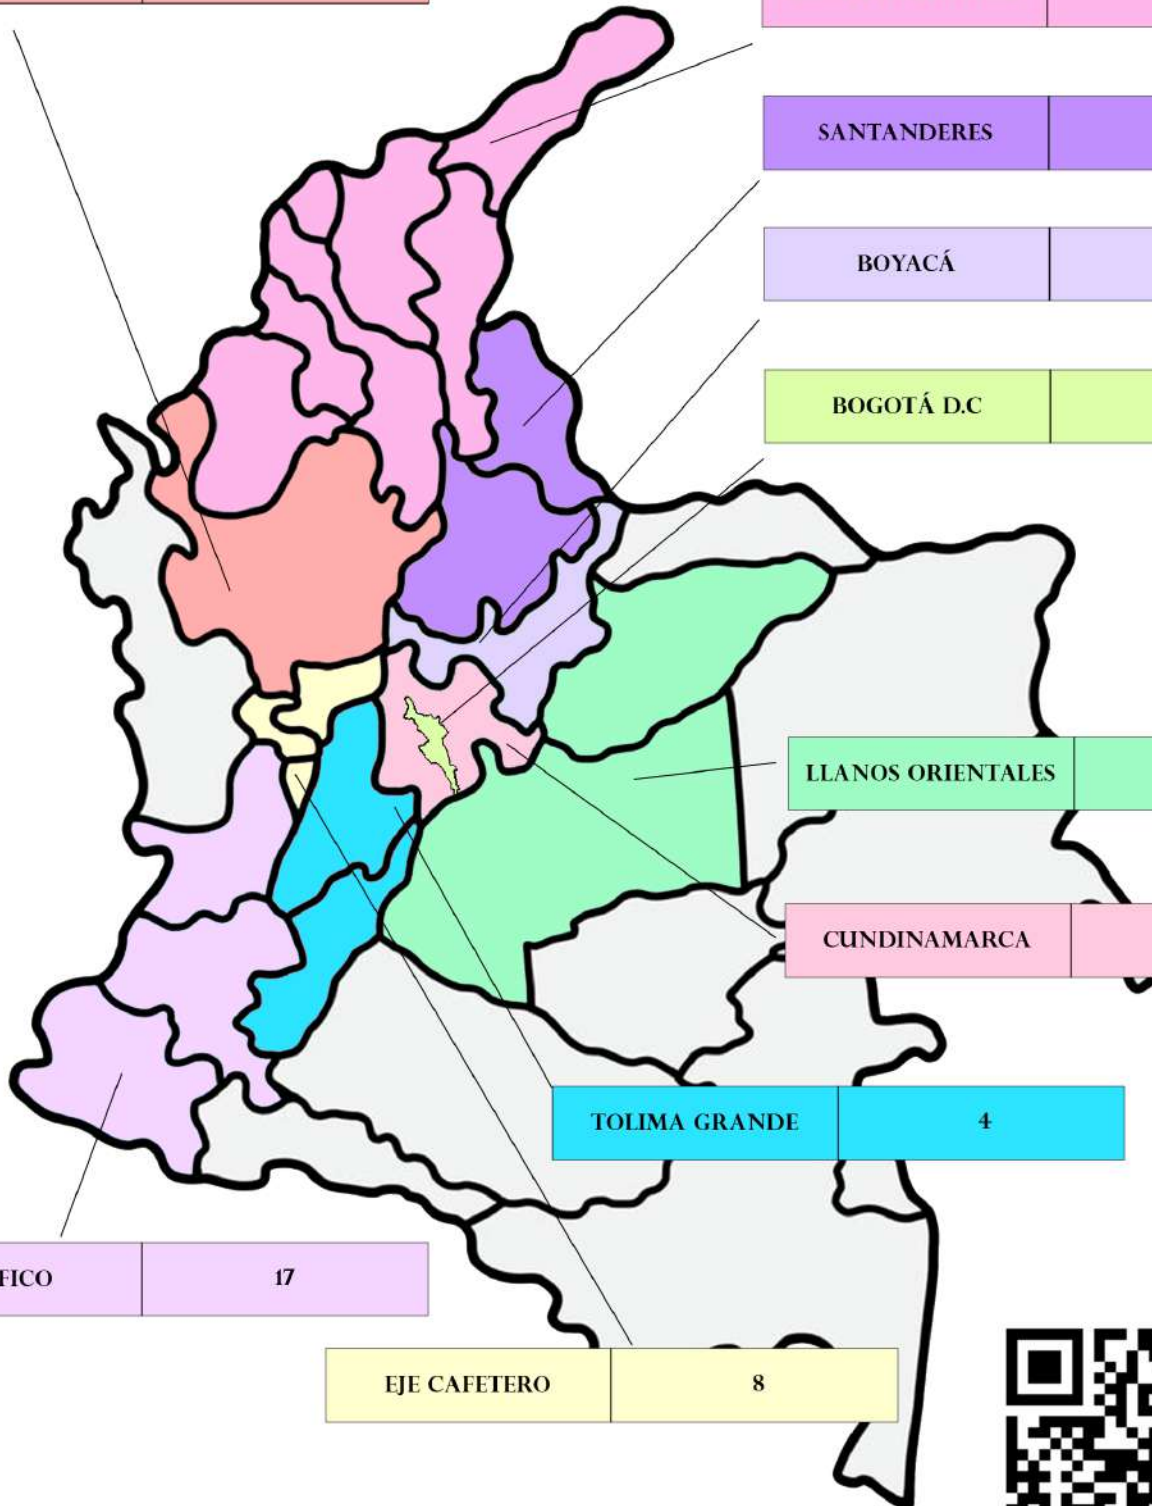 SANTANDERES
BOYACÁ
BOGOTÁ D.C
LLANOS ORIENTALES
CUNDINAMARCA
TOLIMA GRANDE 4
FICO 17
EJE CAFETERO 8